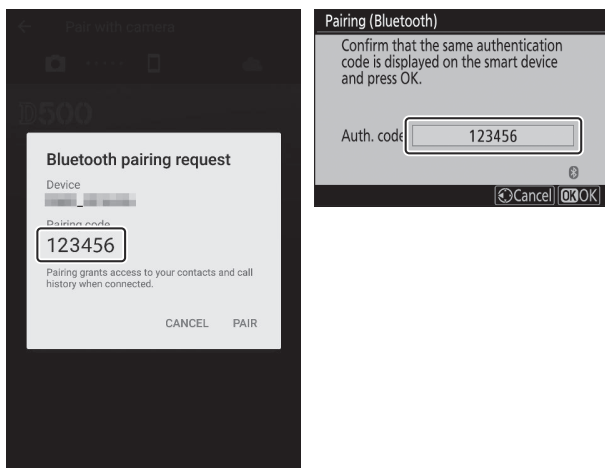 Pair with camera
D500
Bluetooth pairing request
Device
Pairing code
123456
Pairing grants access to your contacts and call
history when connected.
CANCEL PAIR
Pairing (Bluetooth)
Confirm that the same authentication
code is displayed on the smart device
and press OK.
Auth. code 123456
Cancel OK OK